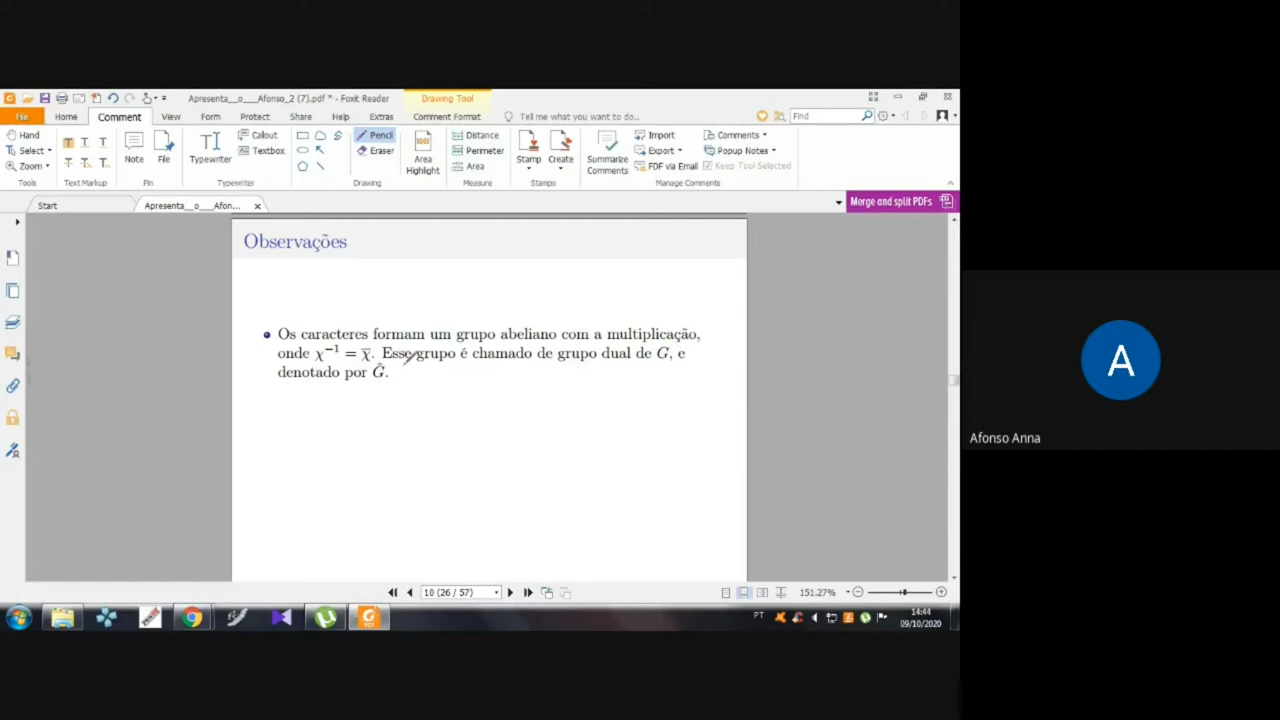 Apresenta__o___Afonso_2 (7).pdf * - Foxit Reader
Drawing Tool
File Home Comment View Form Protect Share Help Extras Comment Format Tell me what you want to do... Find
Hand
Select
Zoom
Tools
Text Markup
Note
File
Pin
Typewriter
Callout
Textbox
Typewriter
Pencil
Eraser
Drawing
Area Highlight
Distance
Perimeter
Area
Measure
Stamp
Create
Stamps
Summarize Comments
Import
Export
FDF via Email
Comments
Popup Notes
Keep Tool Selected
Manage Comments
Start
Apresenta__o___Afon...
Merge and split PDFs
Observações
Os caracteres formam um grupo abeliano com a multiplicação,
onde χ⁻¹ = χ̅. Esse grupo é chamado de grupo dual de G, e
denotado por Ĝ.
10 (26 / 57)
151.27%
PT
14:44
09/10/2020
A
Afonso Anna